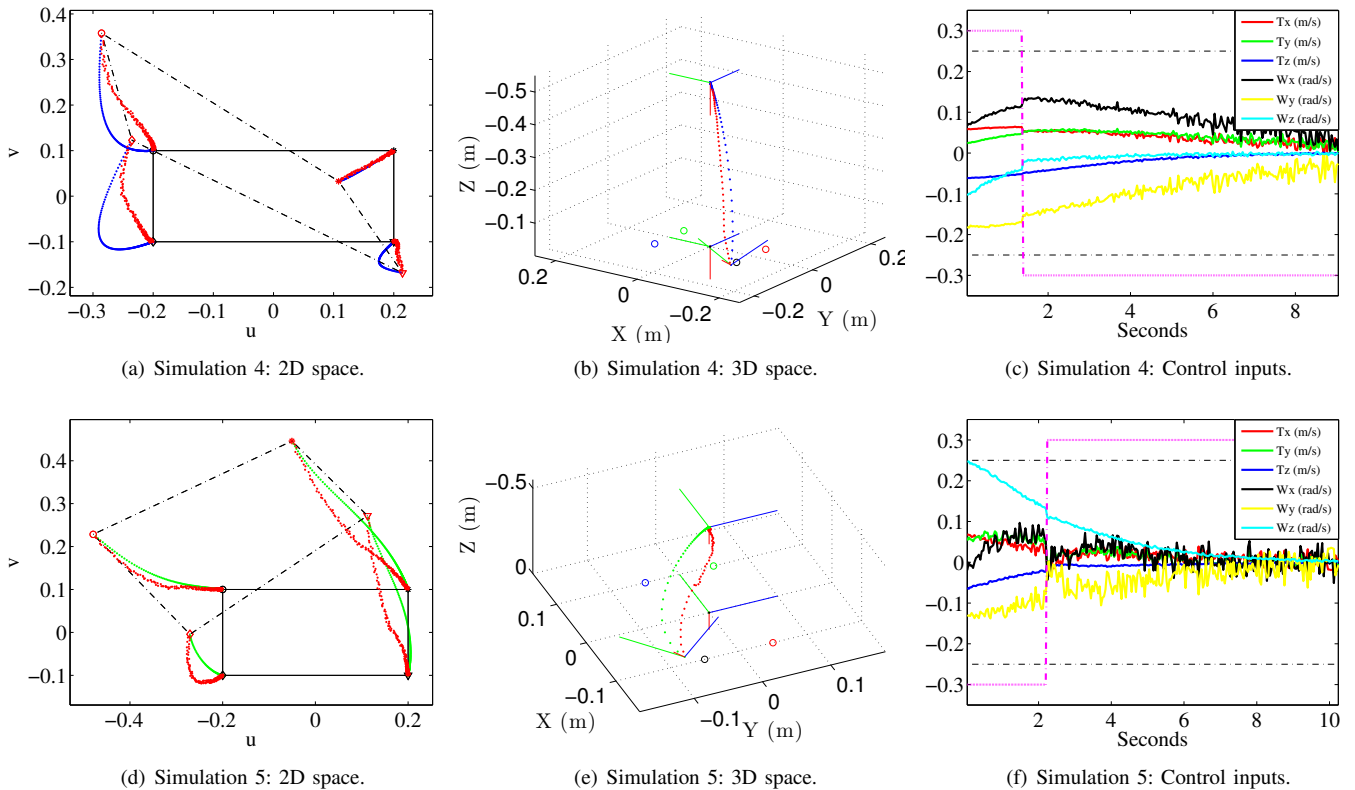 0.4
0.3
0.2
0.1
0
−0.1
−0.2
v
−0.3 −0.2 −0.1 0 0.1 0.2
u
(a) Simulation 4: 2D space.
−0.5
−0.4
−0.3
−0.2
−0.1
Z (m)
0.2
0
−0.2
X (m)
−0.2
0
0.2
Y (m)
(b) Simulation 4: 3D space.
0.3
0.2
0.1
0
−0.1
−0.2
−0.3
2 4 6 8
Seconds
Tx (m/s)
Ty (m/s)
Tz (m/s)
Wx (rad/s)
Wy (rad/s)
Wz (rad/s)
(c) Simulation 4: Control inputs.
0.4
0.3
0.2
0.1
0
−0.1
v
−0.4 −0.2 0 0.2
u
(d) Simulation 5: 2D space.
−0.5
0
Z (m)
0.1
0
−0.1
X (m)
−0.1
0
0.1
Y (m)
(e) Simulation 5: 3D space.
0.3
0.2
0.1
0
−0.1
−0.2
−0.3
2 4 6 8 10
Seconds
Tx (m/s)
Ty (m/s)
Tz (m/s)
Wx (rad/s)
Wy (rad/s)
Wz (rad/s)
(f) Simulation 5: Control inputs.